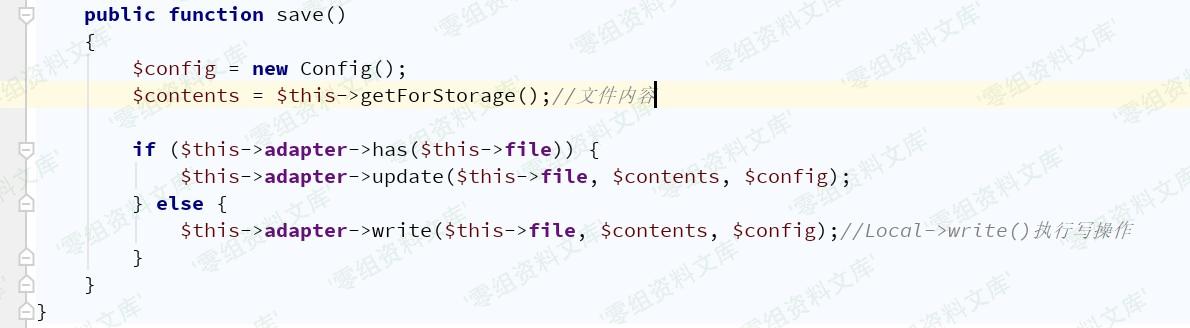 public function save()
{
$config = new Config();
$contents = $this->getForStorage();//文件内容
if ($this->adapter->has($this->file)) {
$this->adapter->update($this->file, $contents, $config);
} else {
$this->adapter->write($this->file, $contents, $config);//Local->write()执行写操作
}
}
}
'零组资料文库'